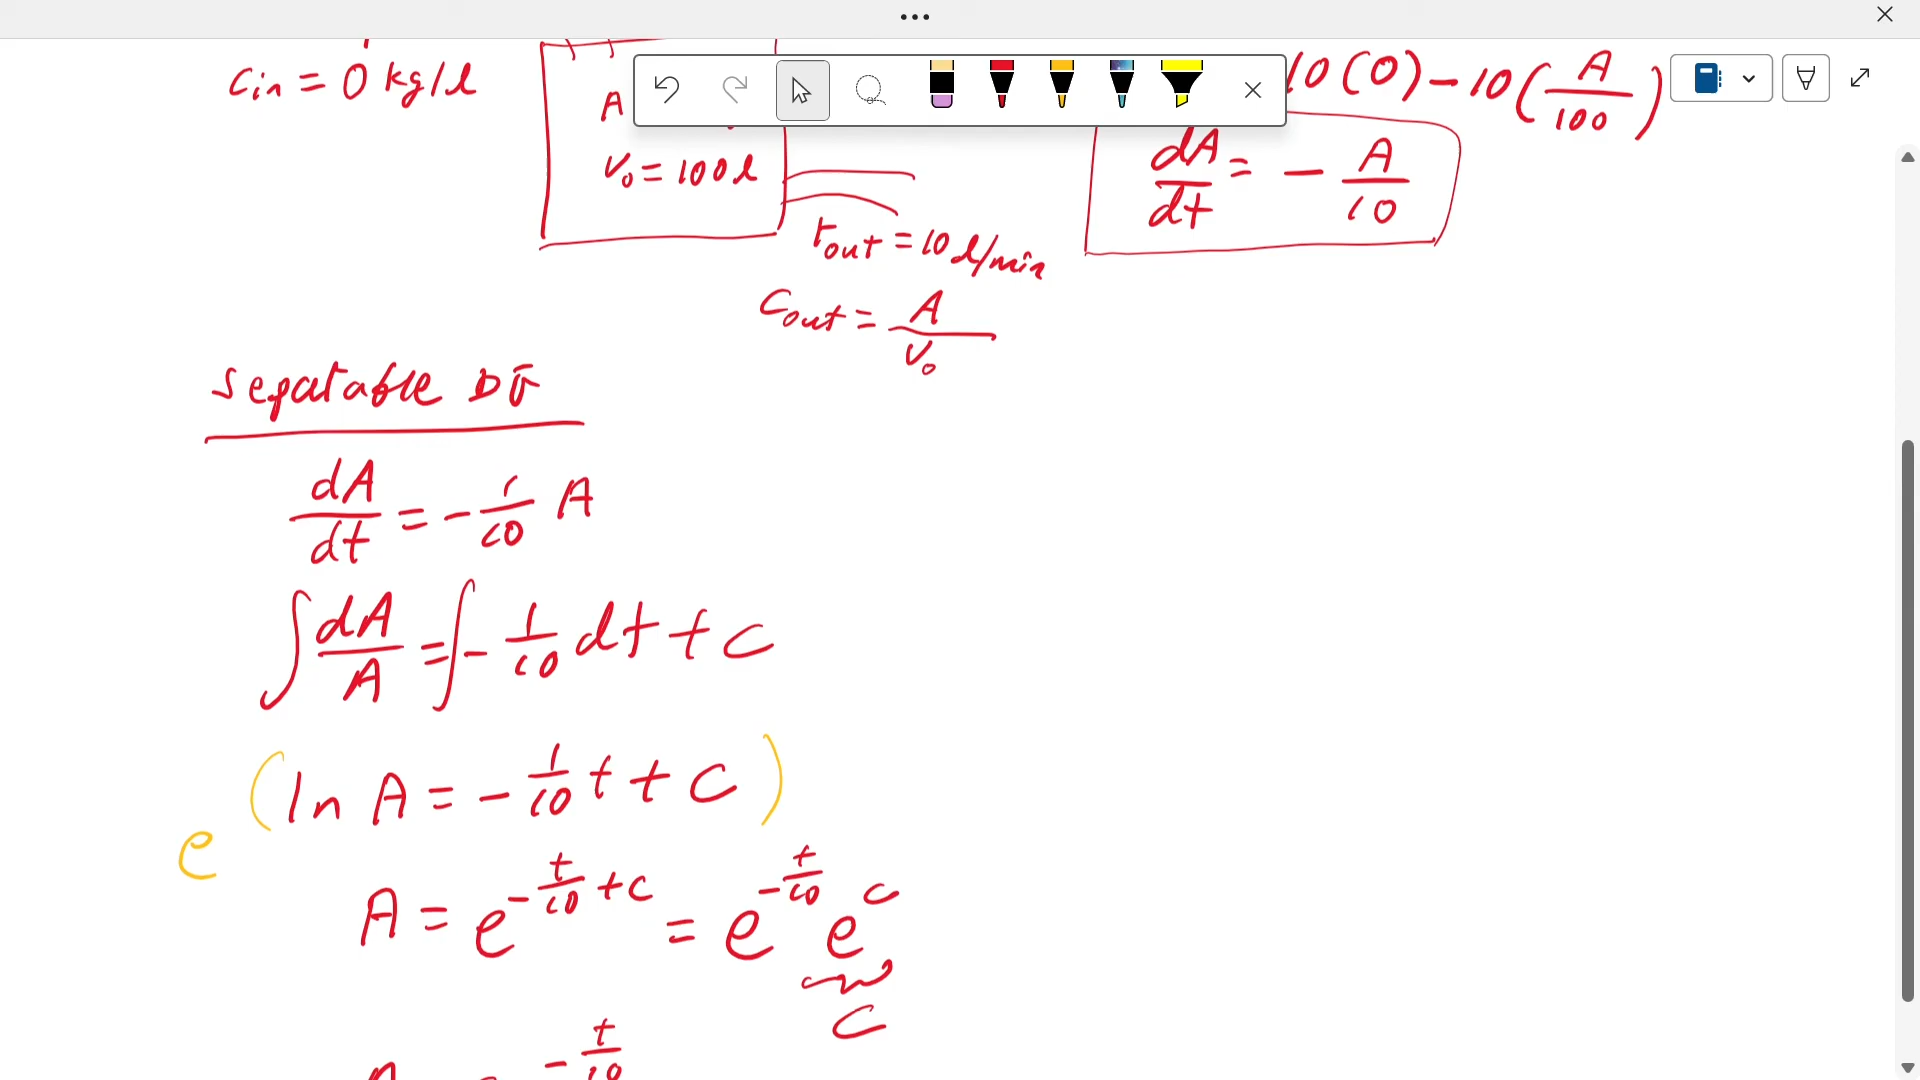 Cin = 0 kg/l
A
V₀ = 100 l
10(0) - 10(A/100)
dA/dt = - A/10
rout = 10 l/min
Cout = A/V₀
Separable DE
dA/dt = - 1/10 A
∫ dA/A = ∫ - 1/10 dt + C
e^(ln A = - 1/10 t + C)
A = e^(-t/10 + C) = e^(-t/10) e^C
C
- t/10